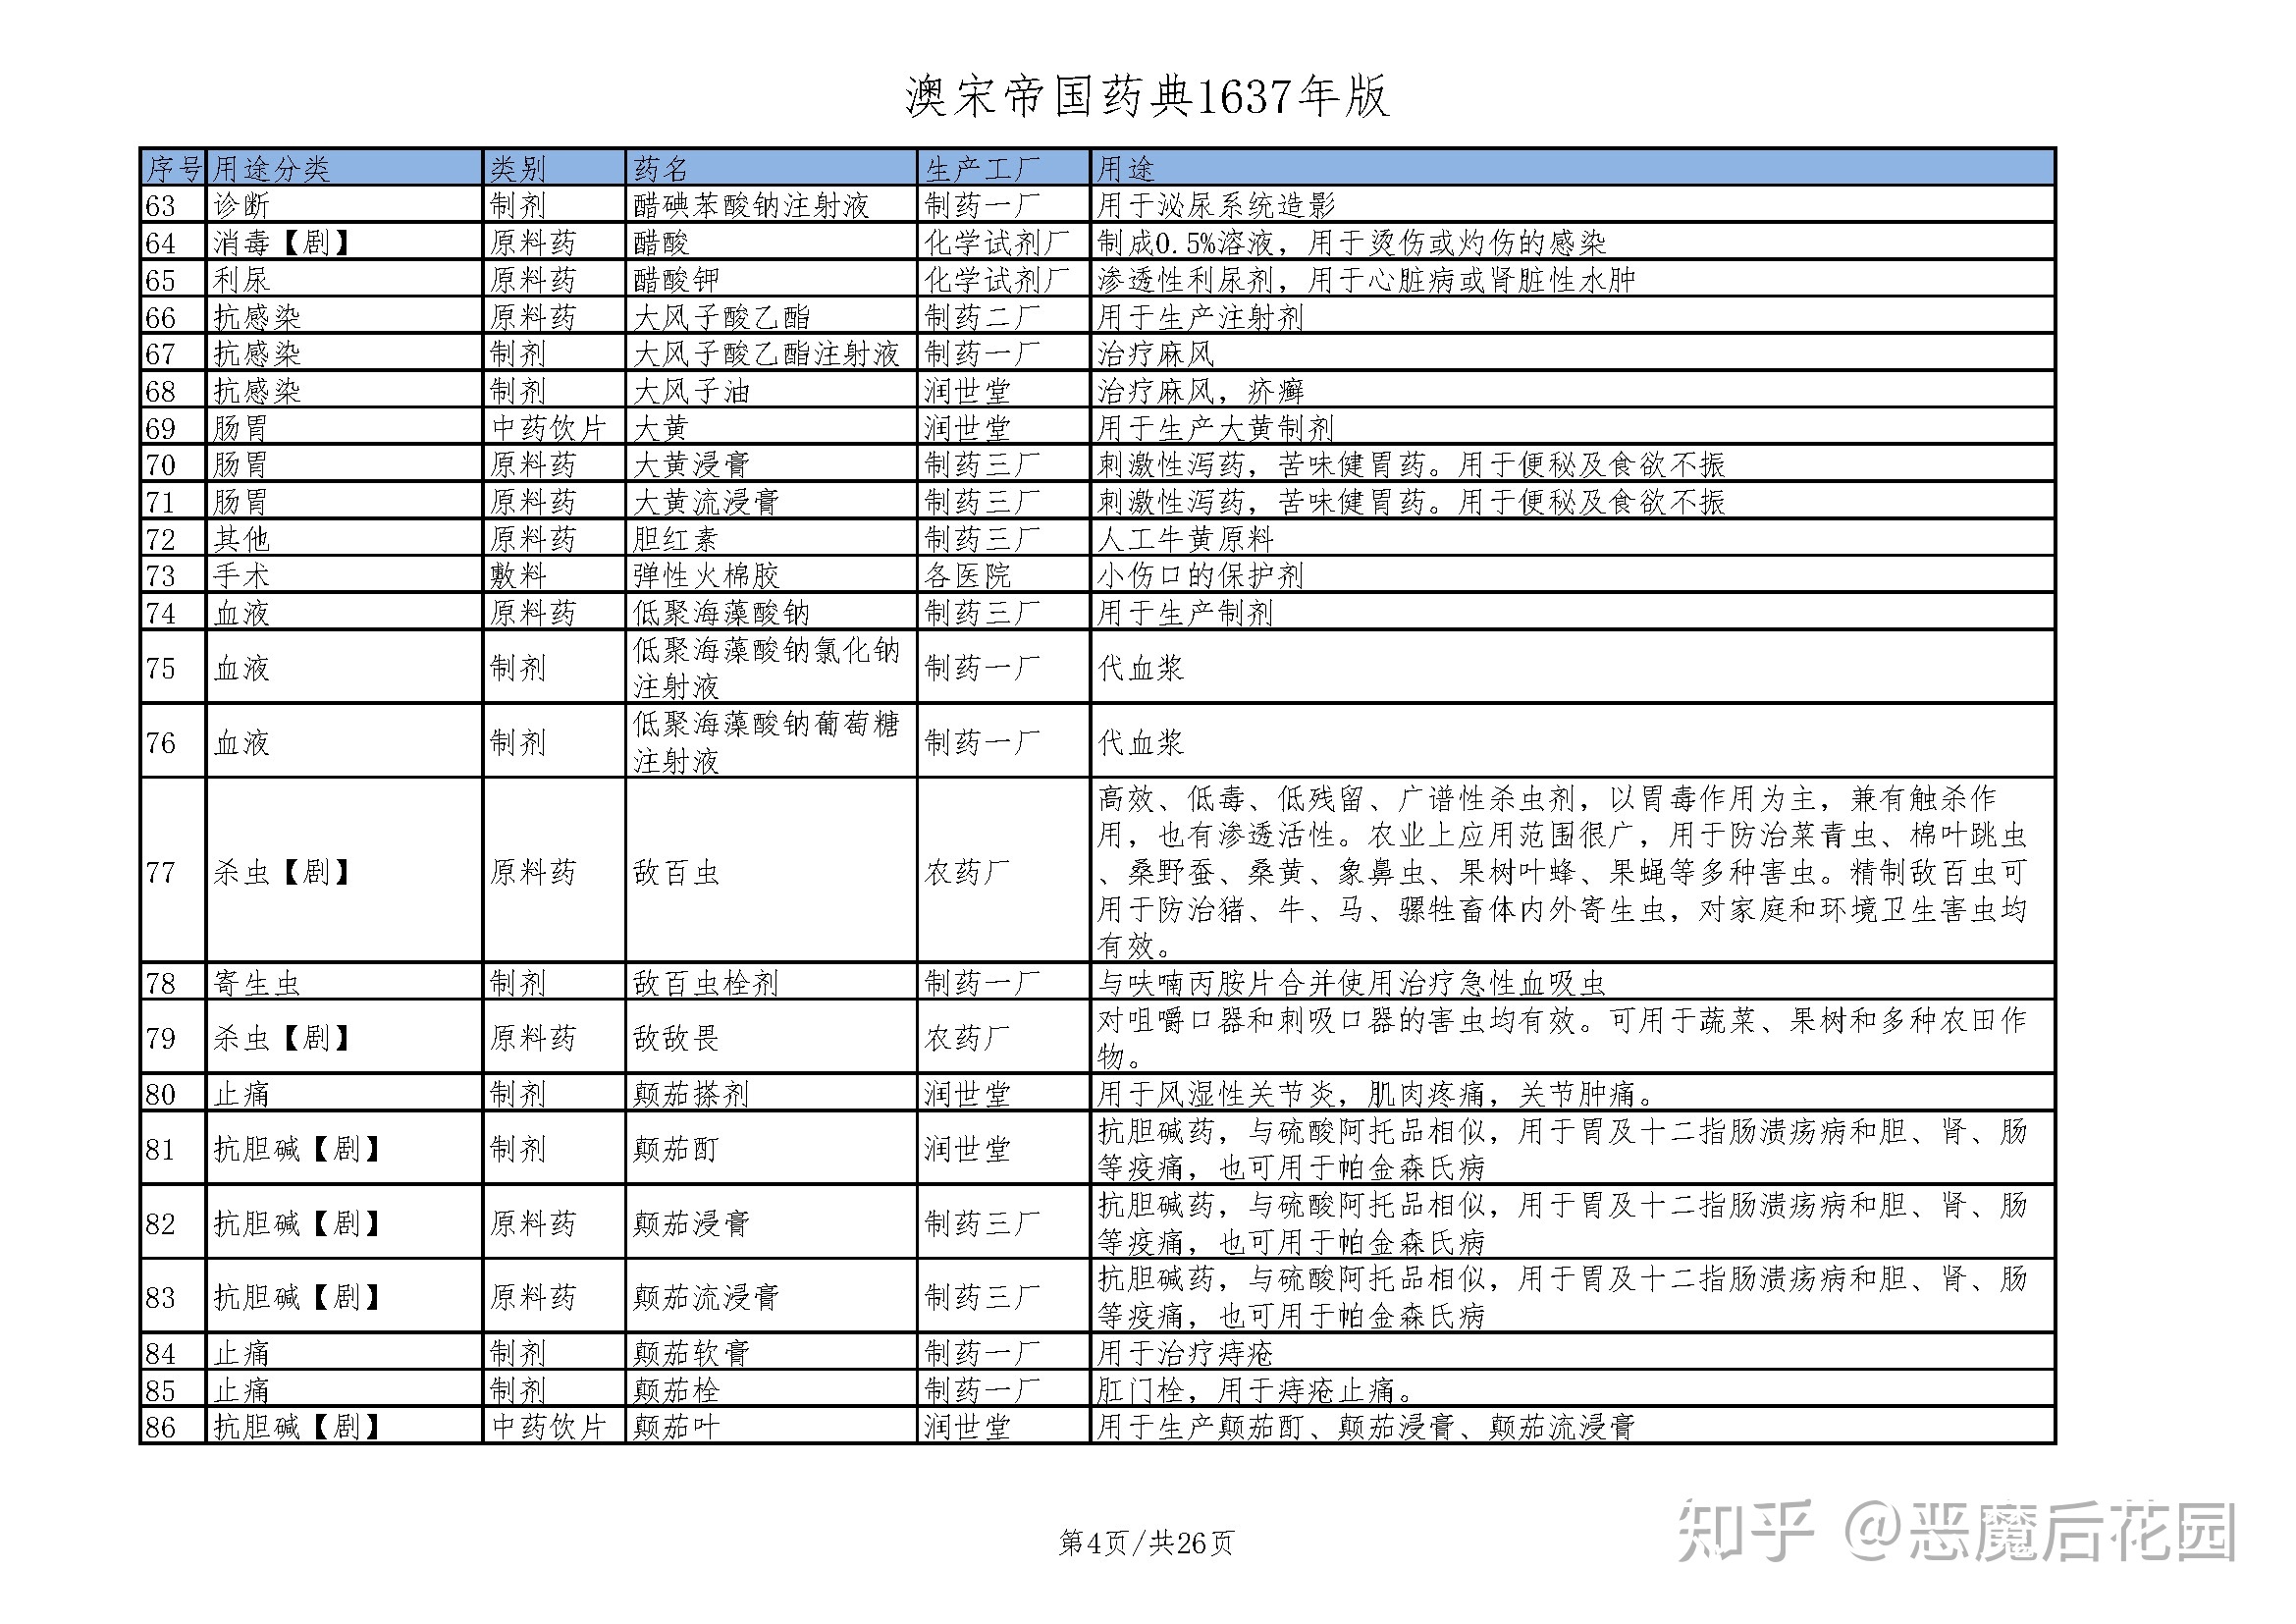 澳宋帝国药典1637年版
序号 用途分类 类别 药名 生产工厂 用途
63 诊断 制剂 醋碘苯酸钠注射液 制药一厂 用于泌尿系统造影
64 消毒【剧】 原料药 醋酸 化学试剂厂 制成0.5%溶液，用于烫伤或灼伤的感染
65 利尿 原料药 醋酸钾 化学试剂厂 渗透性利尿剂，用于心脏病或肾脏性水肿
66 抗感染 原料药 大风子酸乙酯 制药二厂 用于生产注射剂
67 抗感染 制剂 大风子酸乙酯注射液 制药一厂 治疗麻风
68 抗感染 制剂 大风子油 润世堂 治疗麻风，疥癣
69 肠胃 中药饮片 大黄 润世堂 用于生产大黄制剂
70 肠胃 原料药 大黄浸膏 制药三厂 刺激性泻药，苦味健胃药。用于便秘及食欲不振
71 肠胃 原料药 大黄流浸膏 制药三厂 刺激性泻药，苦味健胃药。用于便秘及食欲不振
72 其他 原料药 胆红素 制药三厂 人工牛黄原料
73 手术 敷料 弹性火棉胶 各医院 小伤口的保护剂
74 血液 原料药 低聚海藻酸钠 制药三厂 用于生产制剂
75 血液 制剂 低聚海藻酸钠氯化钠
注射液 制药一厂 代血浆
76 血液 制剂 低聚海藻酸钠葡萄糖
注射液 制药一厂 代血浆
77 杀虫【剧】 原料药 敌百虫 农药厂 高效、低毒、低残留、广谱性杀虫剂，以胃毒作用为主，兼有触杀作
用，也有渗透活性。农业上应用范围很广，用于防治菜青虫、棉叶跳虫
、桑野蚕、桑黄、象鼻虫、果树叶蜂、果蝇等多种害虫。精制敌百虫可
用于防治猪、牛、马、骡牲畜体内外寄生虫，对家庭和环境卫生害虫均
有效。
78 寄生虫 制剂 敌百虫栓剂 制药一厂 与呋喃丙胺片合并使用治疗急性血吸虫
79 杀虫【剧】 原料药 敌敌畏 农药厂 对咀嚼口器和刺吸口器的害虫均有效。可用于蔬菜、果树和多种农田作
物。
80 止痛 制剂 颠茄搽剂 润世堂 用于风湿性关节炎，肌肉疼痛，关节肿痛。
81 抗胆碱【剧】 制剂 颠茄酊 润世堂 抗胆碱药，与硫酸阿托品相似，用于胃及十二指肠溃疡病和胆、肾、肠
等疫痛，也可用于帕金森氏病
82 抗胆碱【剧】 原料药 颠茄浸膏 制药三厂 抗胆碱药，与硫酸阿托品相似，用于胃及十二指肠溃疡病和胆、肾、肠
等疫痛，也可用于帕金森氏病
83 抗胆碱【剧】 原料药 颠茄流浸膏 制药三厂 抗胆碱药，与硫酸阿托品相似，用于胃及十二指肠溃疡病和胆、肾、肠
等疫痛，也可用于帕金森氏病
84 止痛 制剂 颠茄软膏 制药一厂 用于治疗痔疮
85 止痛 制剂 颠茄栓 制药一厂 肛门栓，用于痔疮止痛。
86 抗胆碱【剧】 中药饮片 颠茄叶 润世堂 用于生产颠茄酊、颠茄浸膏、颠茄流浸膏
第4页/共26页
知乎 @恶魔后花园